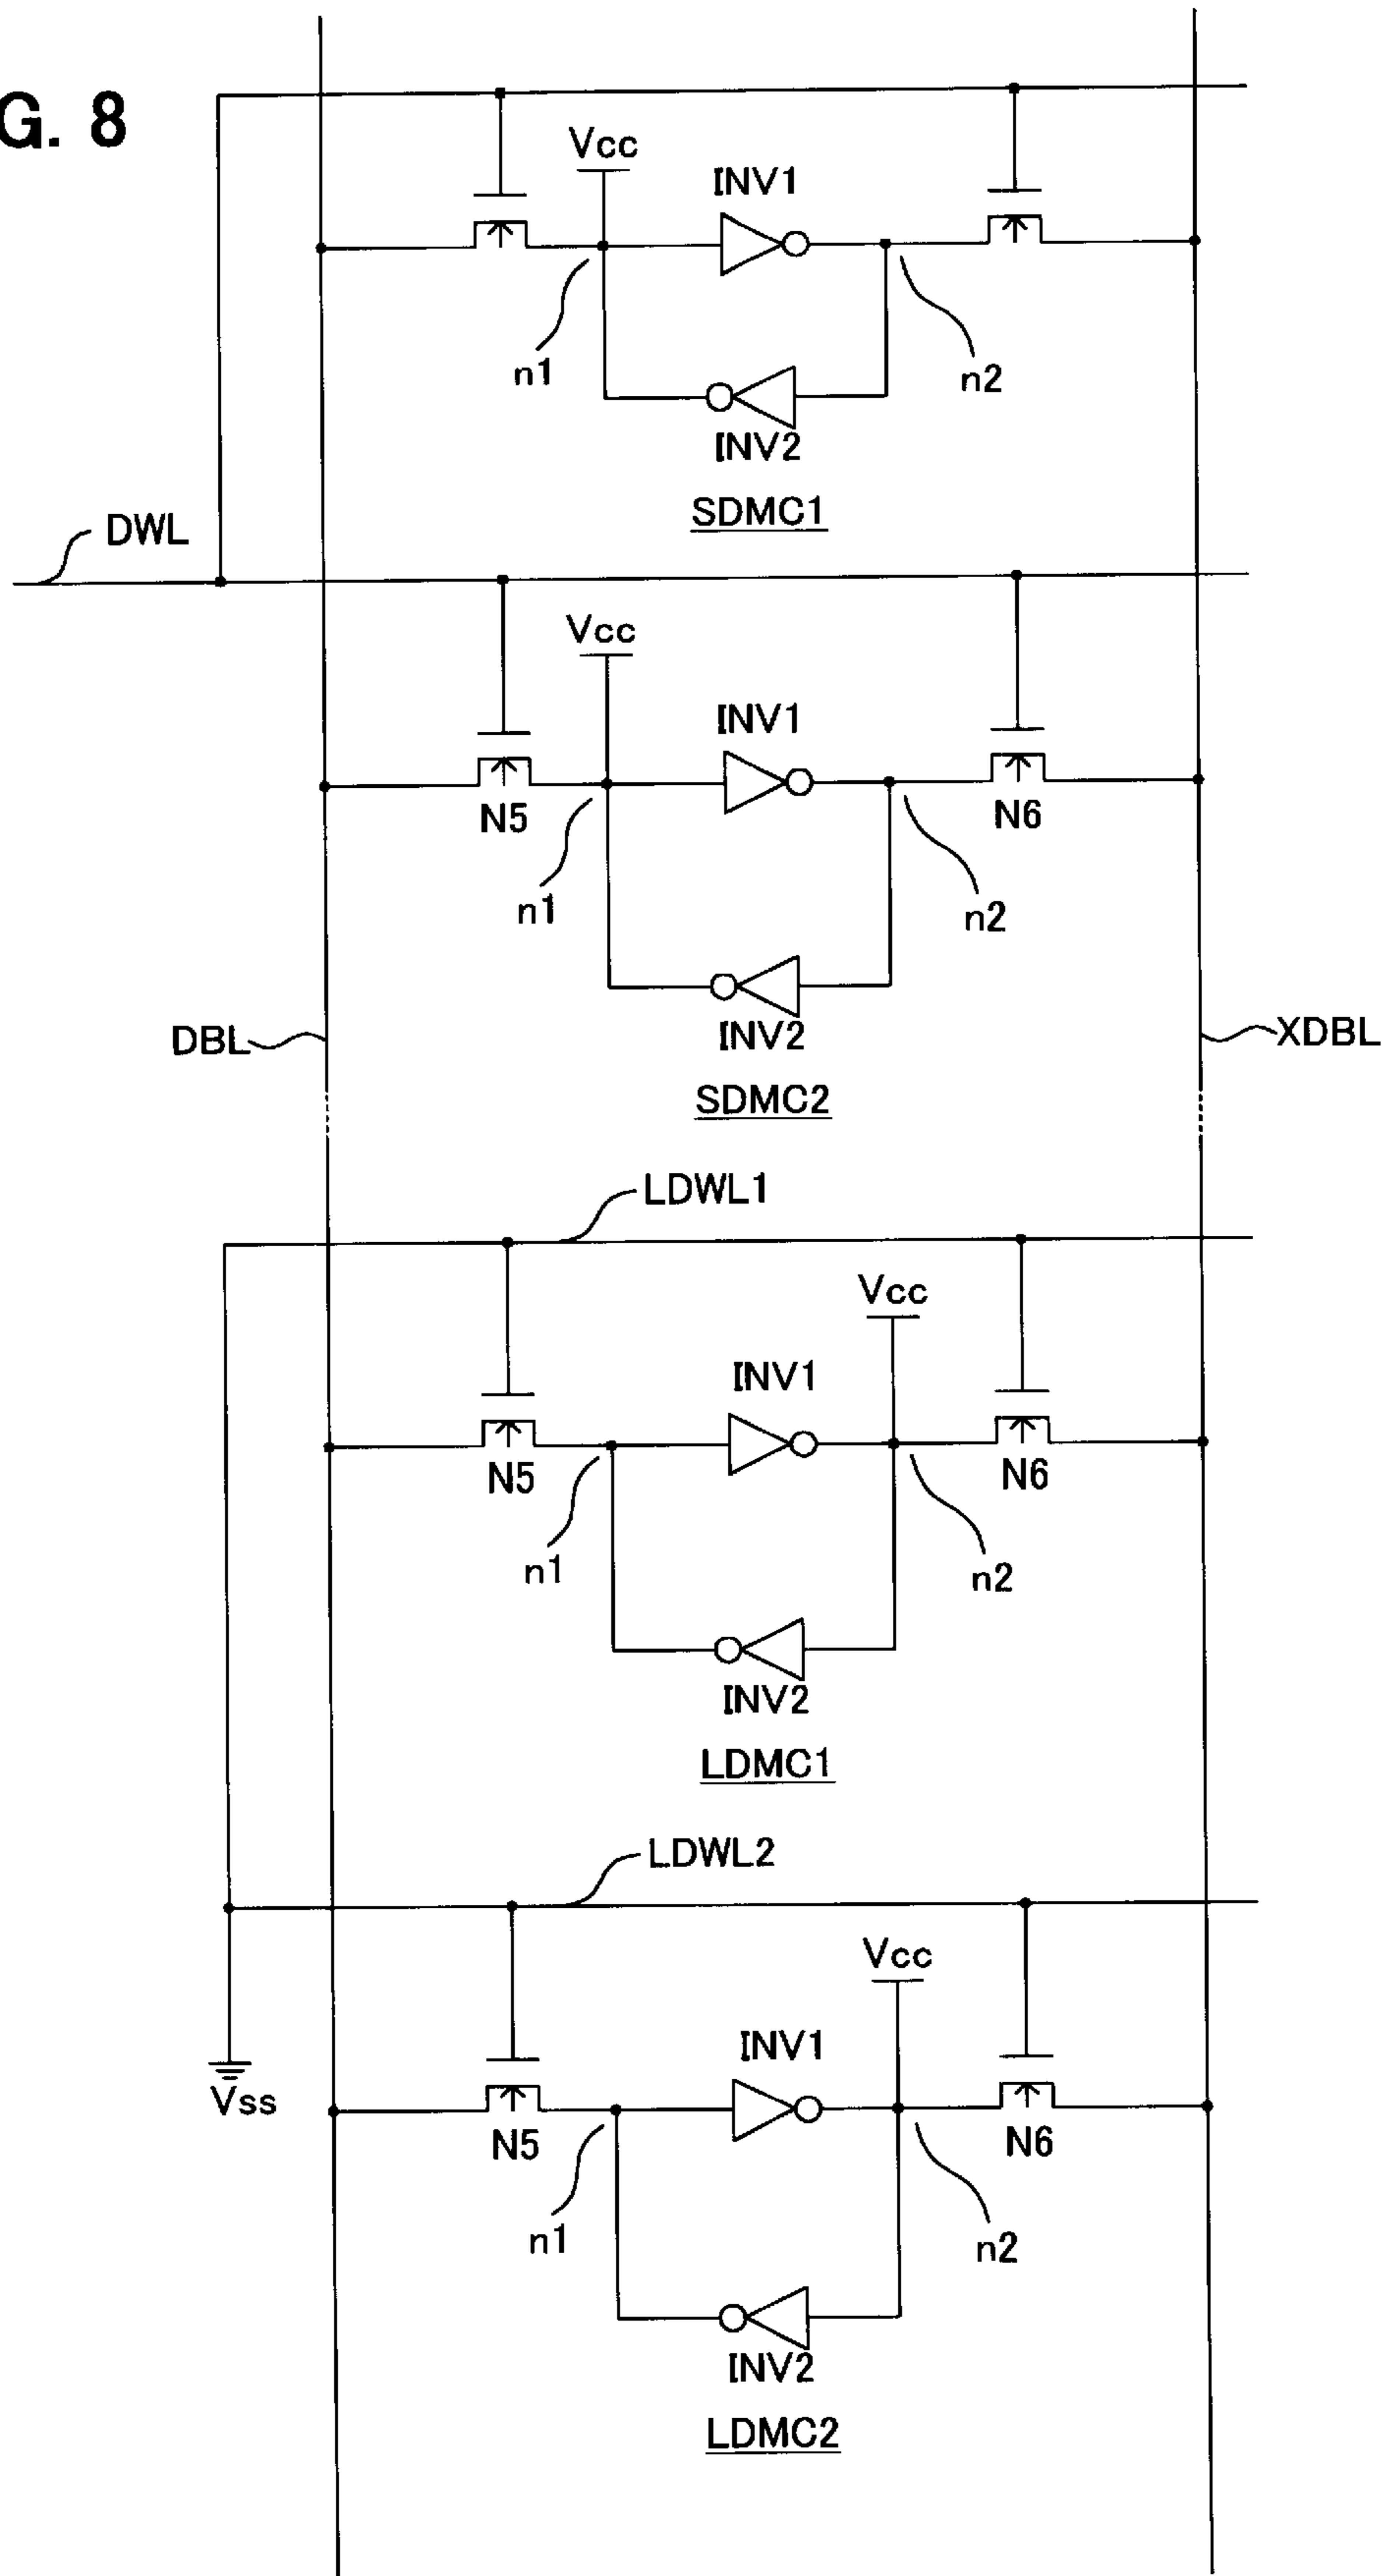 G. 8
Vcc
INV1
n1
n2
INV2
SDMC1
DWL
Vcc
INV1
N5
N6
n1
n2
INV2
DBL
XDBL
SDMC2
LDWL1
Vcc
INV1
N5
N6
n1
n2
INV2
LDMC1
LDWL2
Vcc
INV1
Vss
N5
N6
n1
n2
INV2
LDMC2